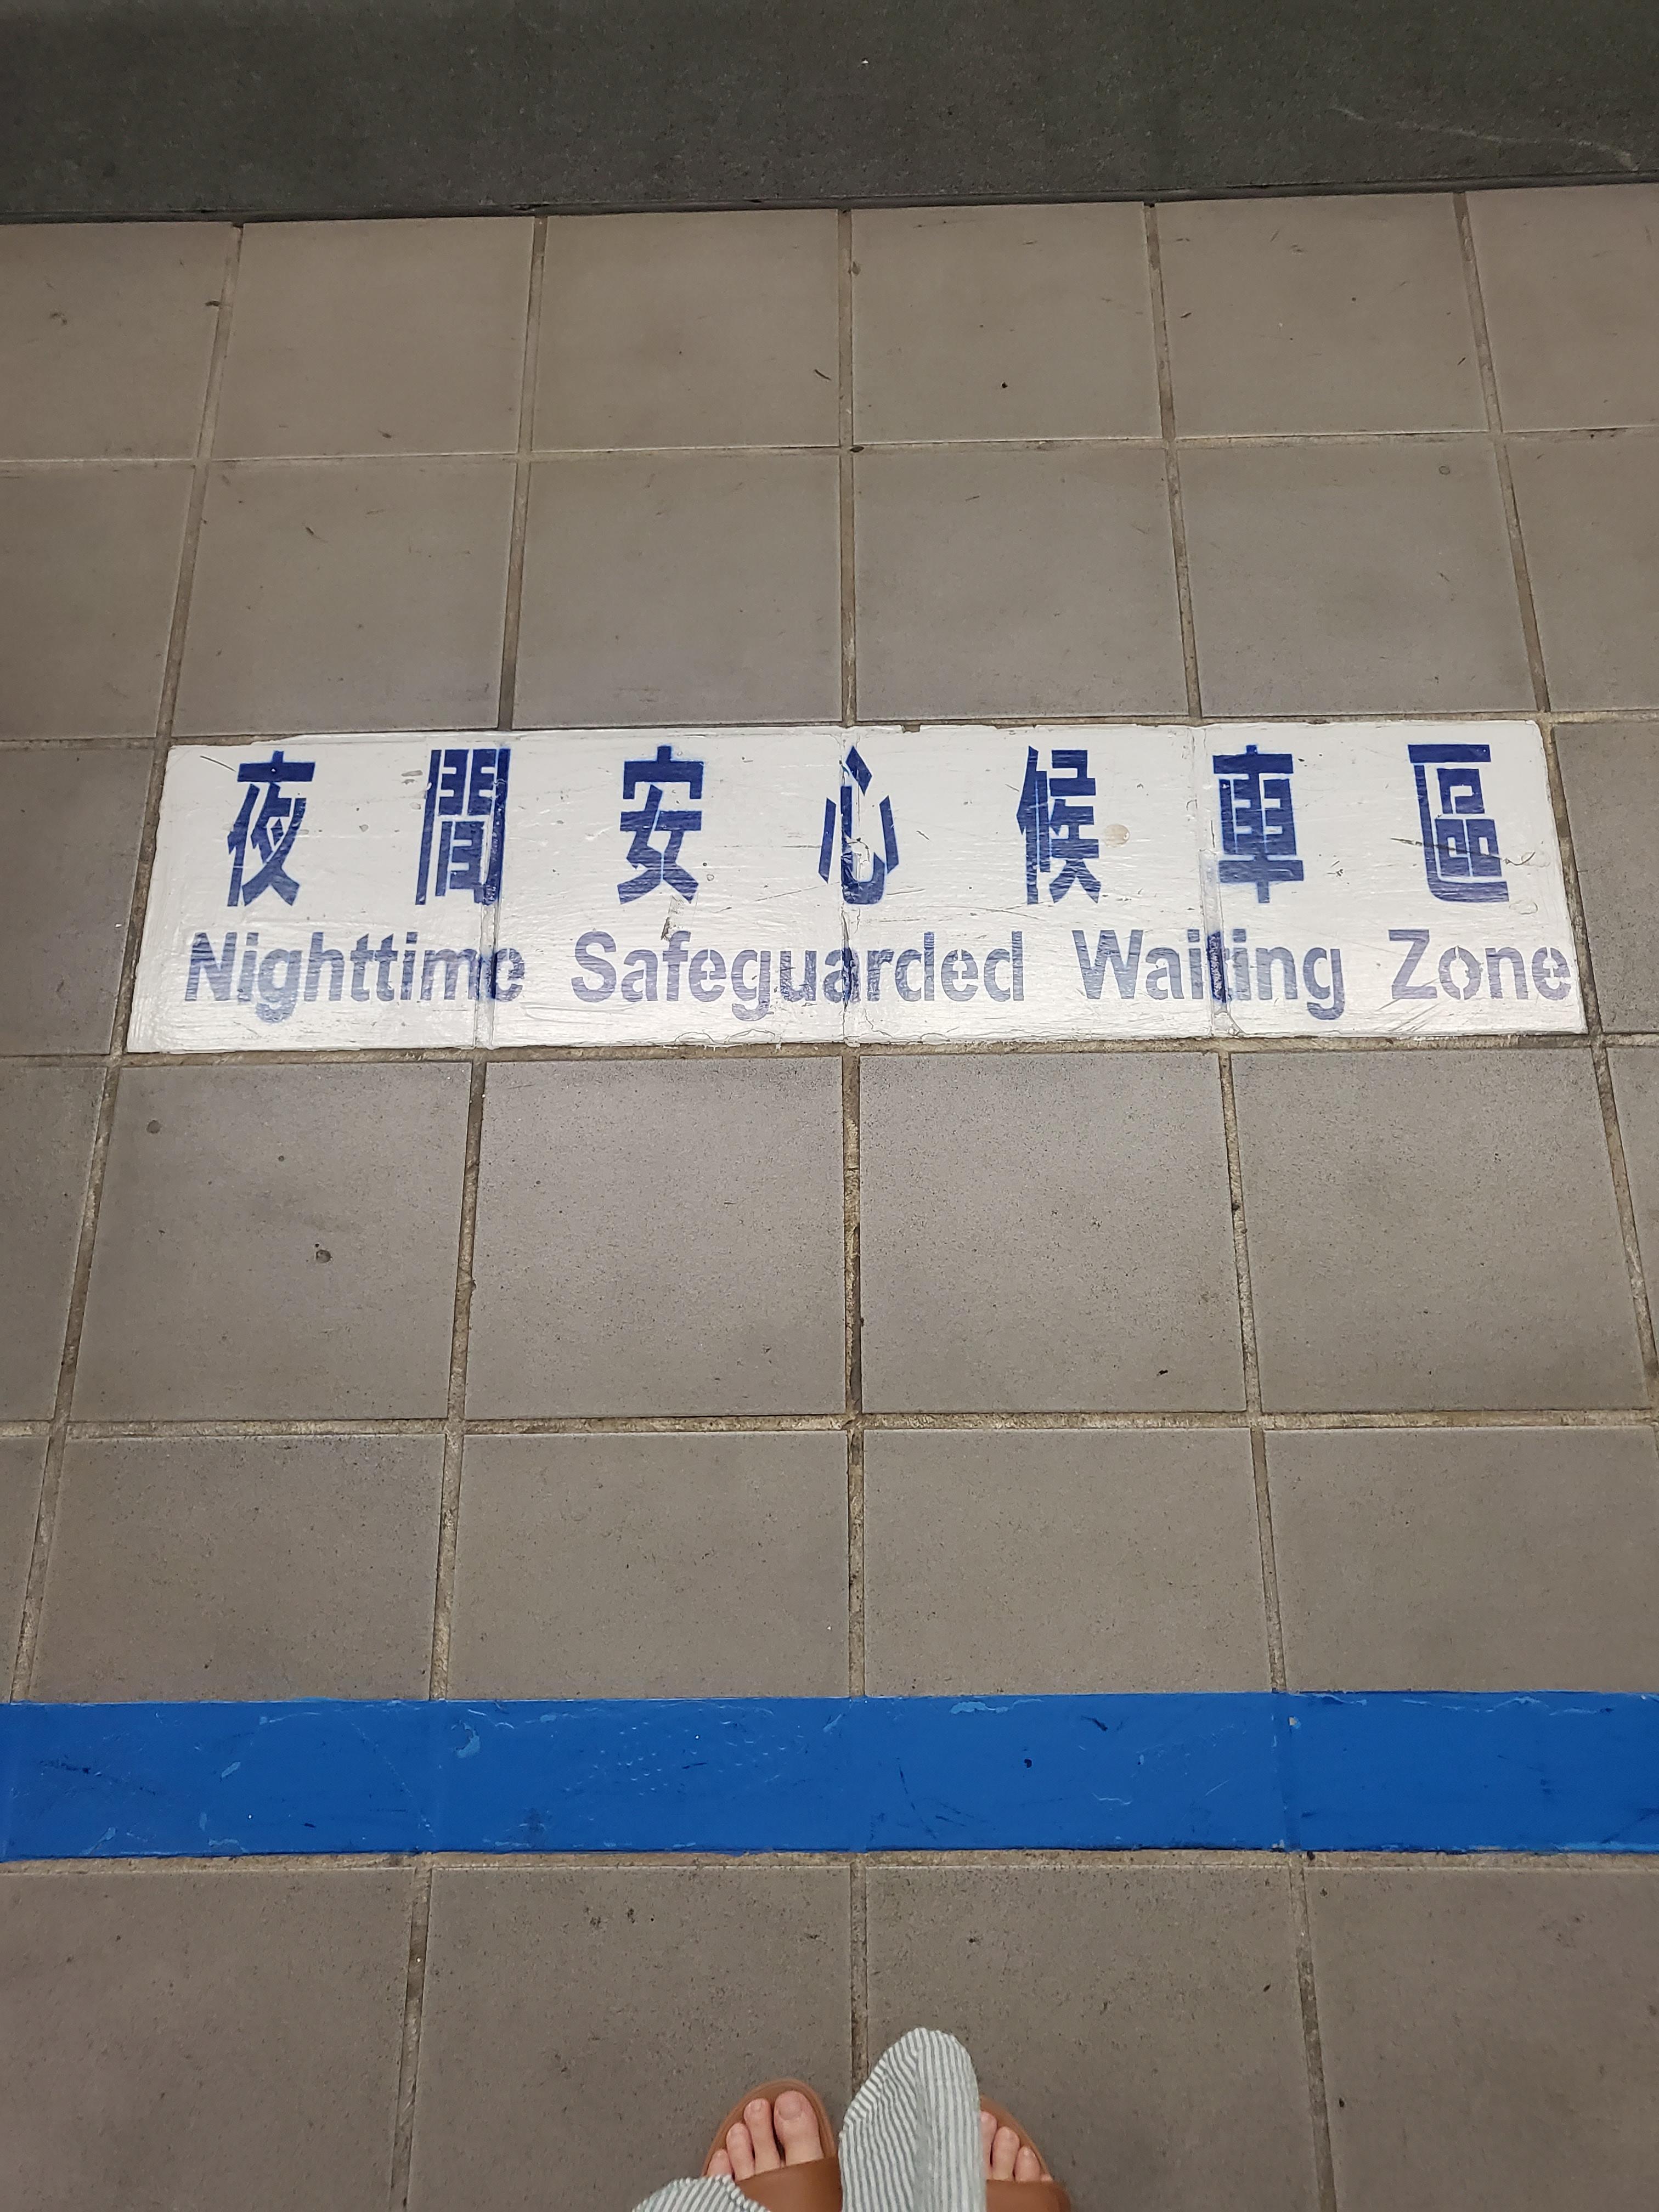 夜間安心候車區
Nighttime Safeguarded Waiting Zone